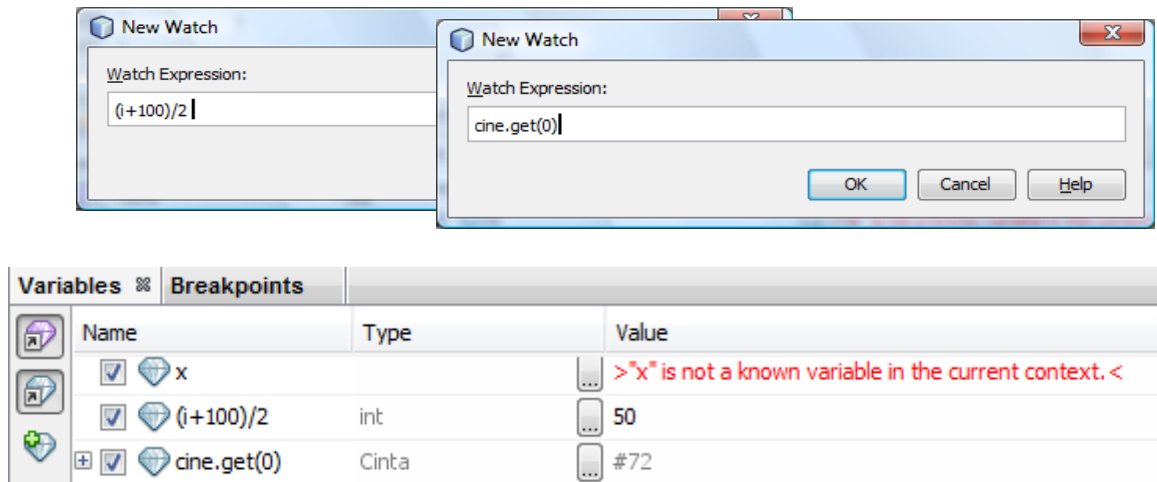 New Watch
Watch Expression:
(i+100)/2
New Watch
Watch Expression:
cine.get(0)
OK Cancel Help
Variables Breakpoints
Name Type Value
x ... >"x" is not a known variable in the current context.<
(i+100)/2 int ... 50
cine.get(0) Cinta ... #72